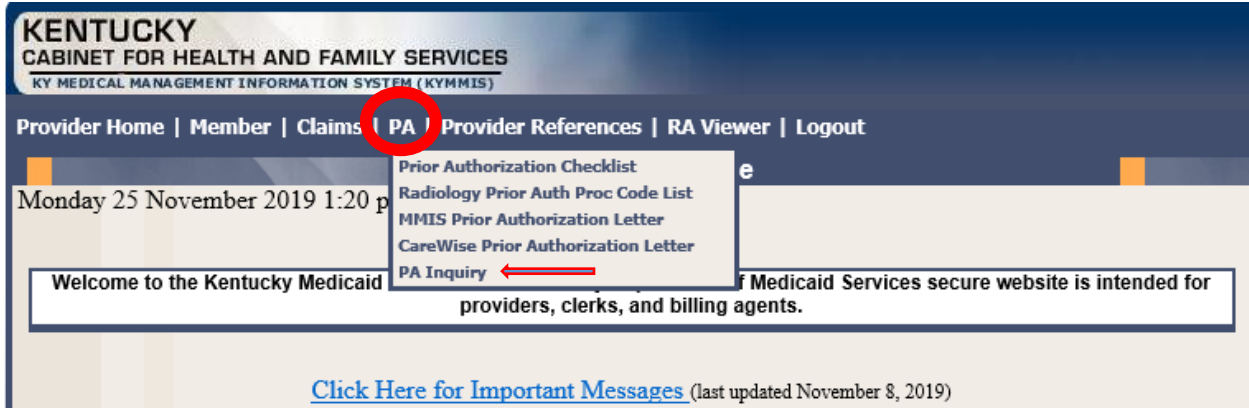 KENTUCKY
CABINET FOR HEALTH AND FAMILY SERVICES
KY MEDICAL MANAGEMENT INFORMATION SYSTEM (KYMMIS)
Provider Home | Member | Claims | PA | Provider References | RA Viewer | Logout
e
Prior Authorization Checklist
Radiology Prior Auth Proc Code List
MMIS Prior Authorization Letter
CareWise Prior Authorization Letter
PA Inquiry
Monday 25 November 2019 1:20 p
Welcome to the Kentucky Medicaid f Medicaid Services secure website is intended for
providers, clerks, and billing agents.
Click Here for Important Messages (last updated November 8, 2019)